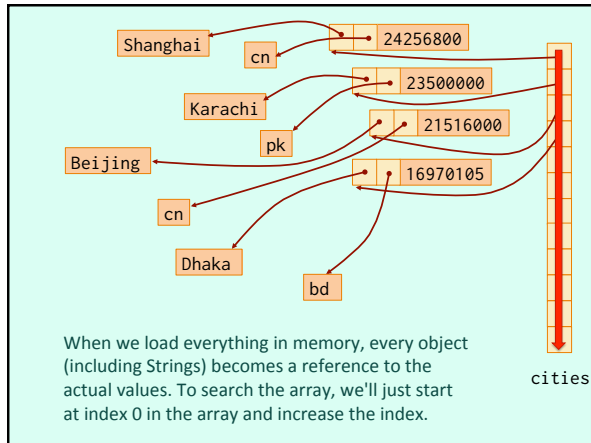 Shanghai
24256800
cn
Karachi
23500000
pk
21516000
Beijing
16970105
cn
Dhaka
bd
When we load everything in memory, every object
(including Strings) becomes a reference to the
actual values. To search the array, we'll just start
at index 0 in the array and increase the index.
cities